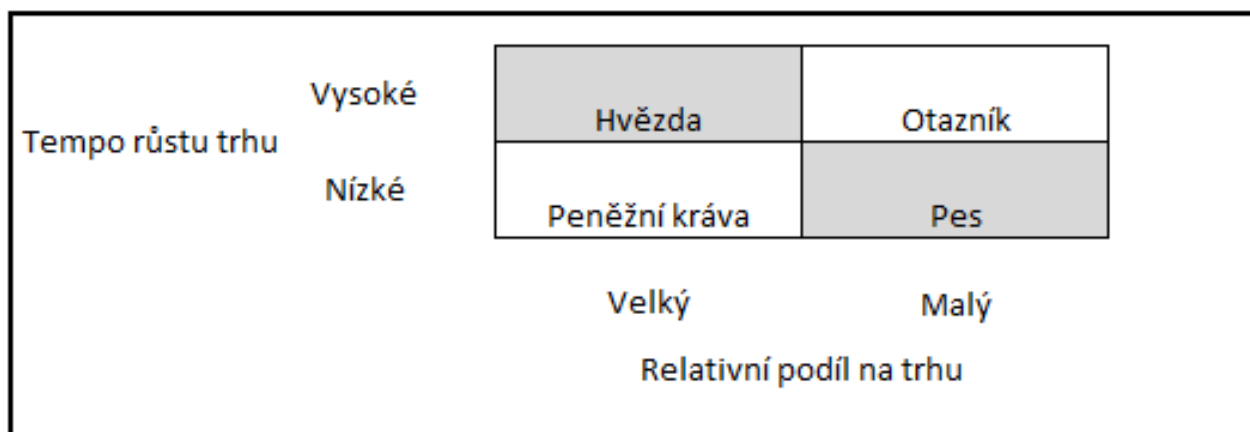 Vysoké
Hvězda Otazník
Tempo růstu trhu
Nízké
Peněžní kráva Pes
Velký Malý
Relativní podíl na trhu